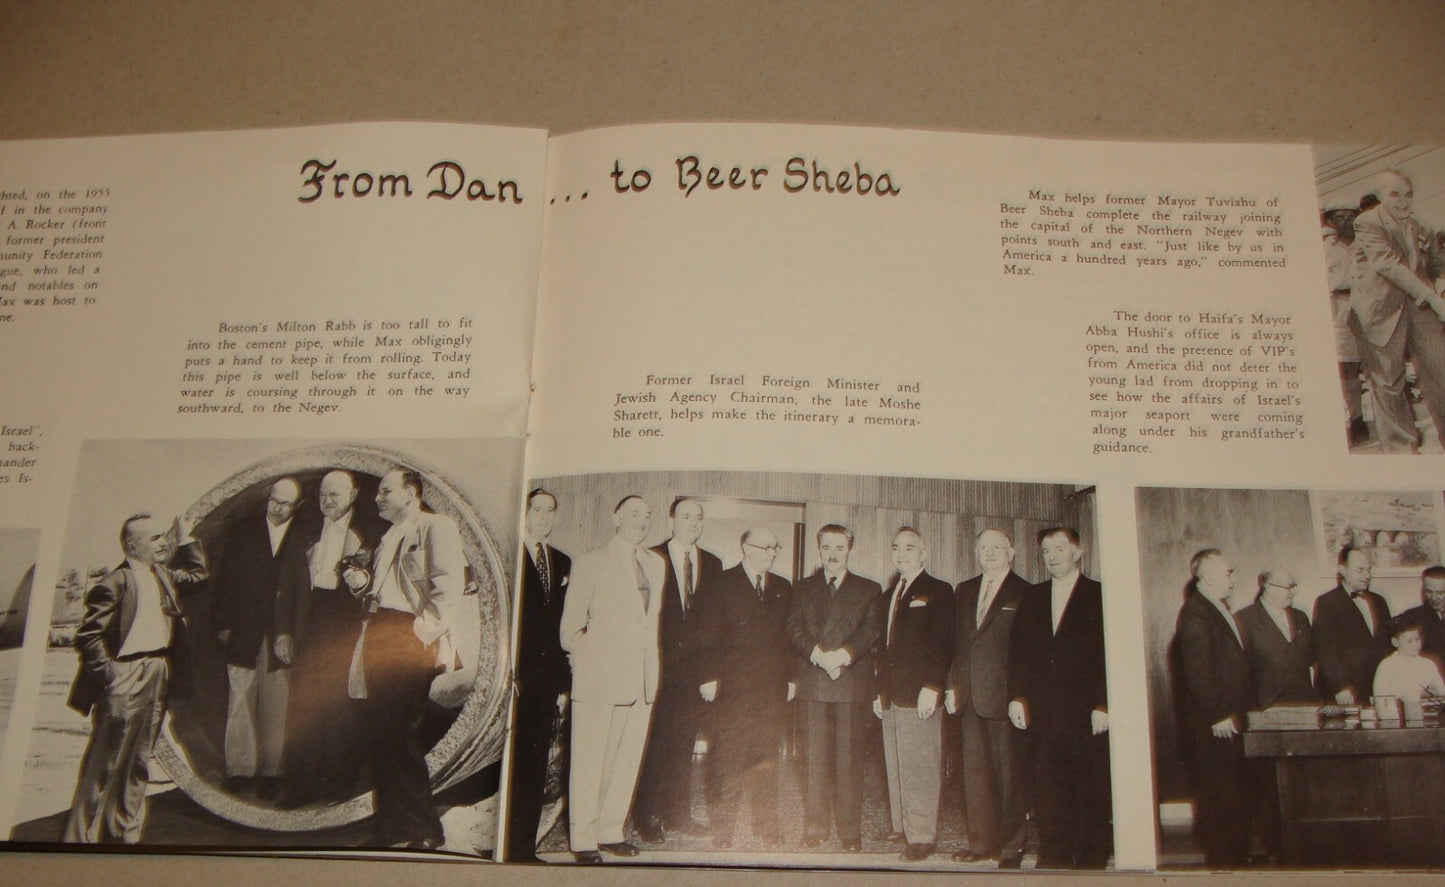 From Dan ... to Beer Sheba
on the 1955
in the company
A. Rocker (front
former president
Federation
who led a
notables on
was host to
Israel".
back-
Is-
Boston's Milton Rabb is too tall to fit
into the cement pipe, while Max obligingly
puts a hand to keep it from rolling. Today
this pipe is well below the surface, and
water is coursing through it on the way
southward, to the Negev.
Former Israel Foreign Minister and
Jewish Agency Chairman, the late Moshe
Sharett, helps make the itinerary a memora-
ble one.
Max helps former Mayor Tuviahu of
Beer Sheba complete the railway joining
the capital of the Northern Negev with
points south and east. "Just like by us in
America a hundred years ago," commented
Max.
The door to Haifa's Mayor
Abba Hushi's office is always
open, and the presence of VIP's
from America did not deter the
young lad from dropping in to
see how the affairs of Israel's
major seaport were coming
along under his grandfather's
guidance.